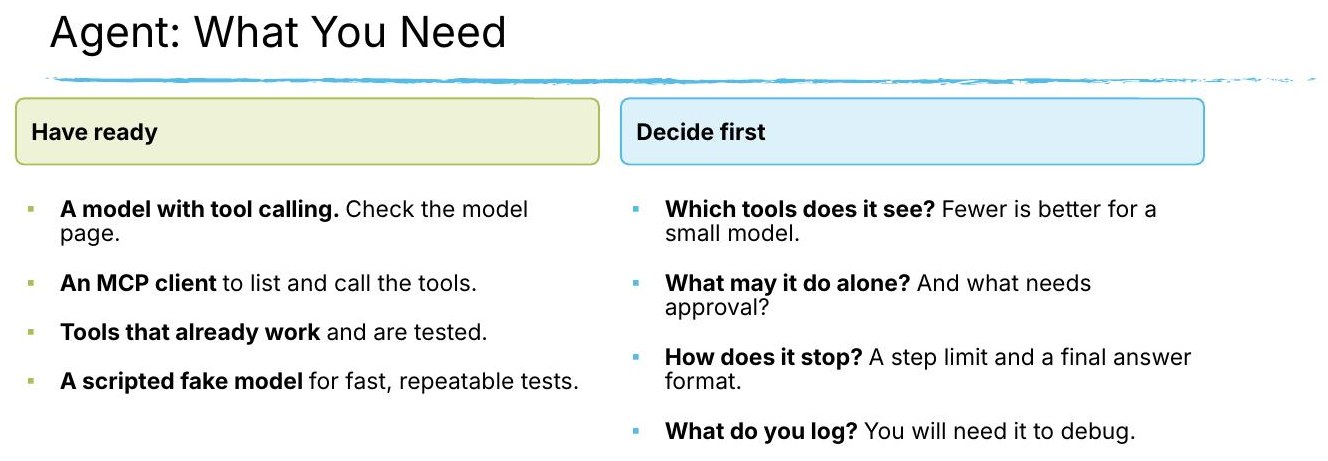 Agent: What You Need
Have ready
A model with tool calling. Check the model
page.
An MCP client to list and call the tools.
Tools that already work and are tested.
A scripted fake model for fast, repeatable tests.
Decide first
Which tools does it see? Fewer is better for a
small model.
What may it do alone? And what needs
approval?
How does it stop? A step limit and a final answer
format.
What do you log? You will need it to debug.